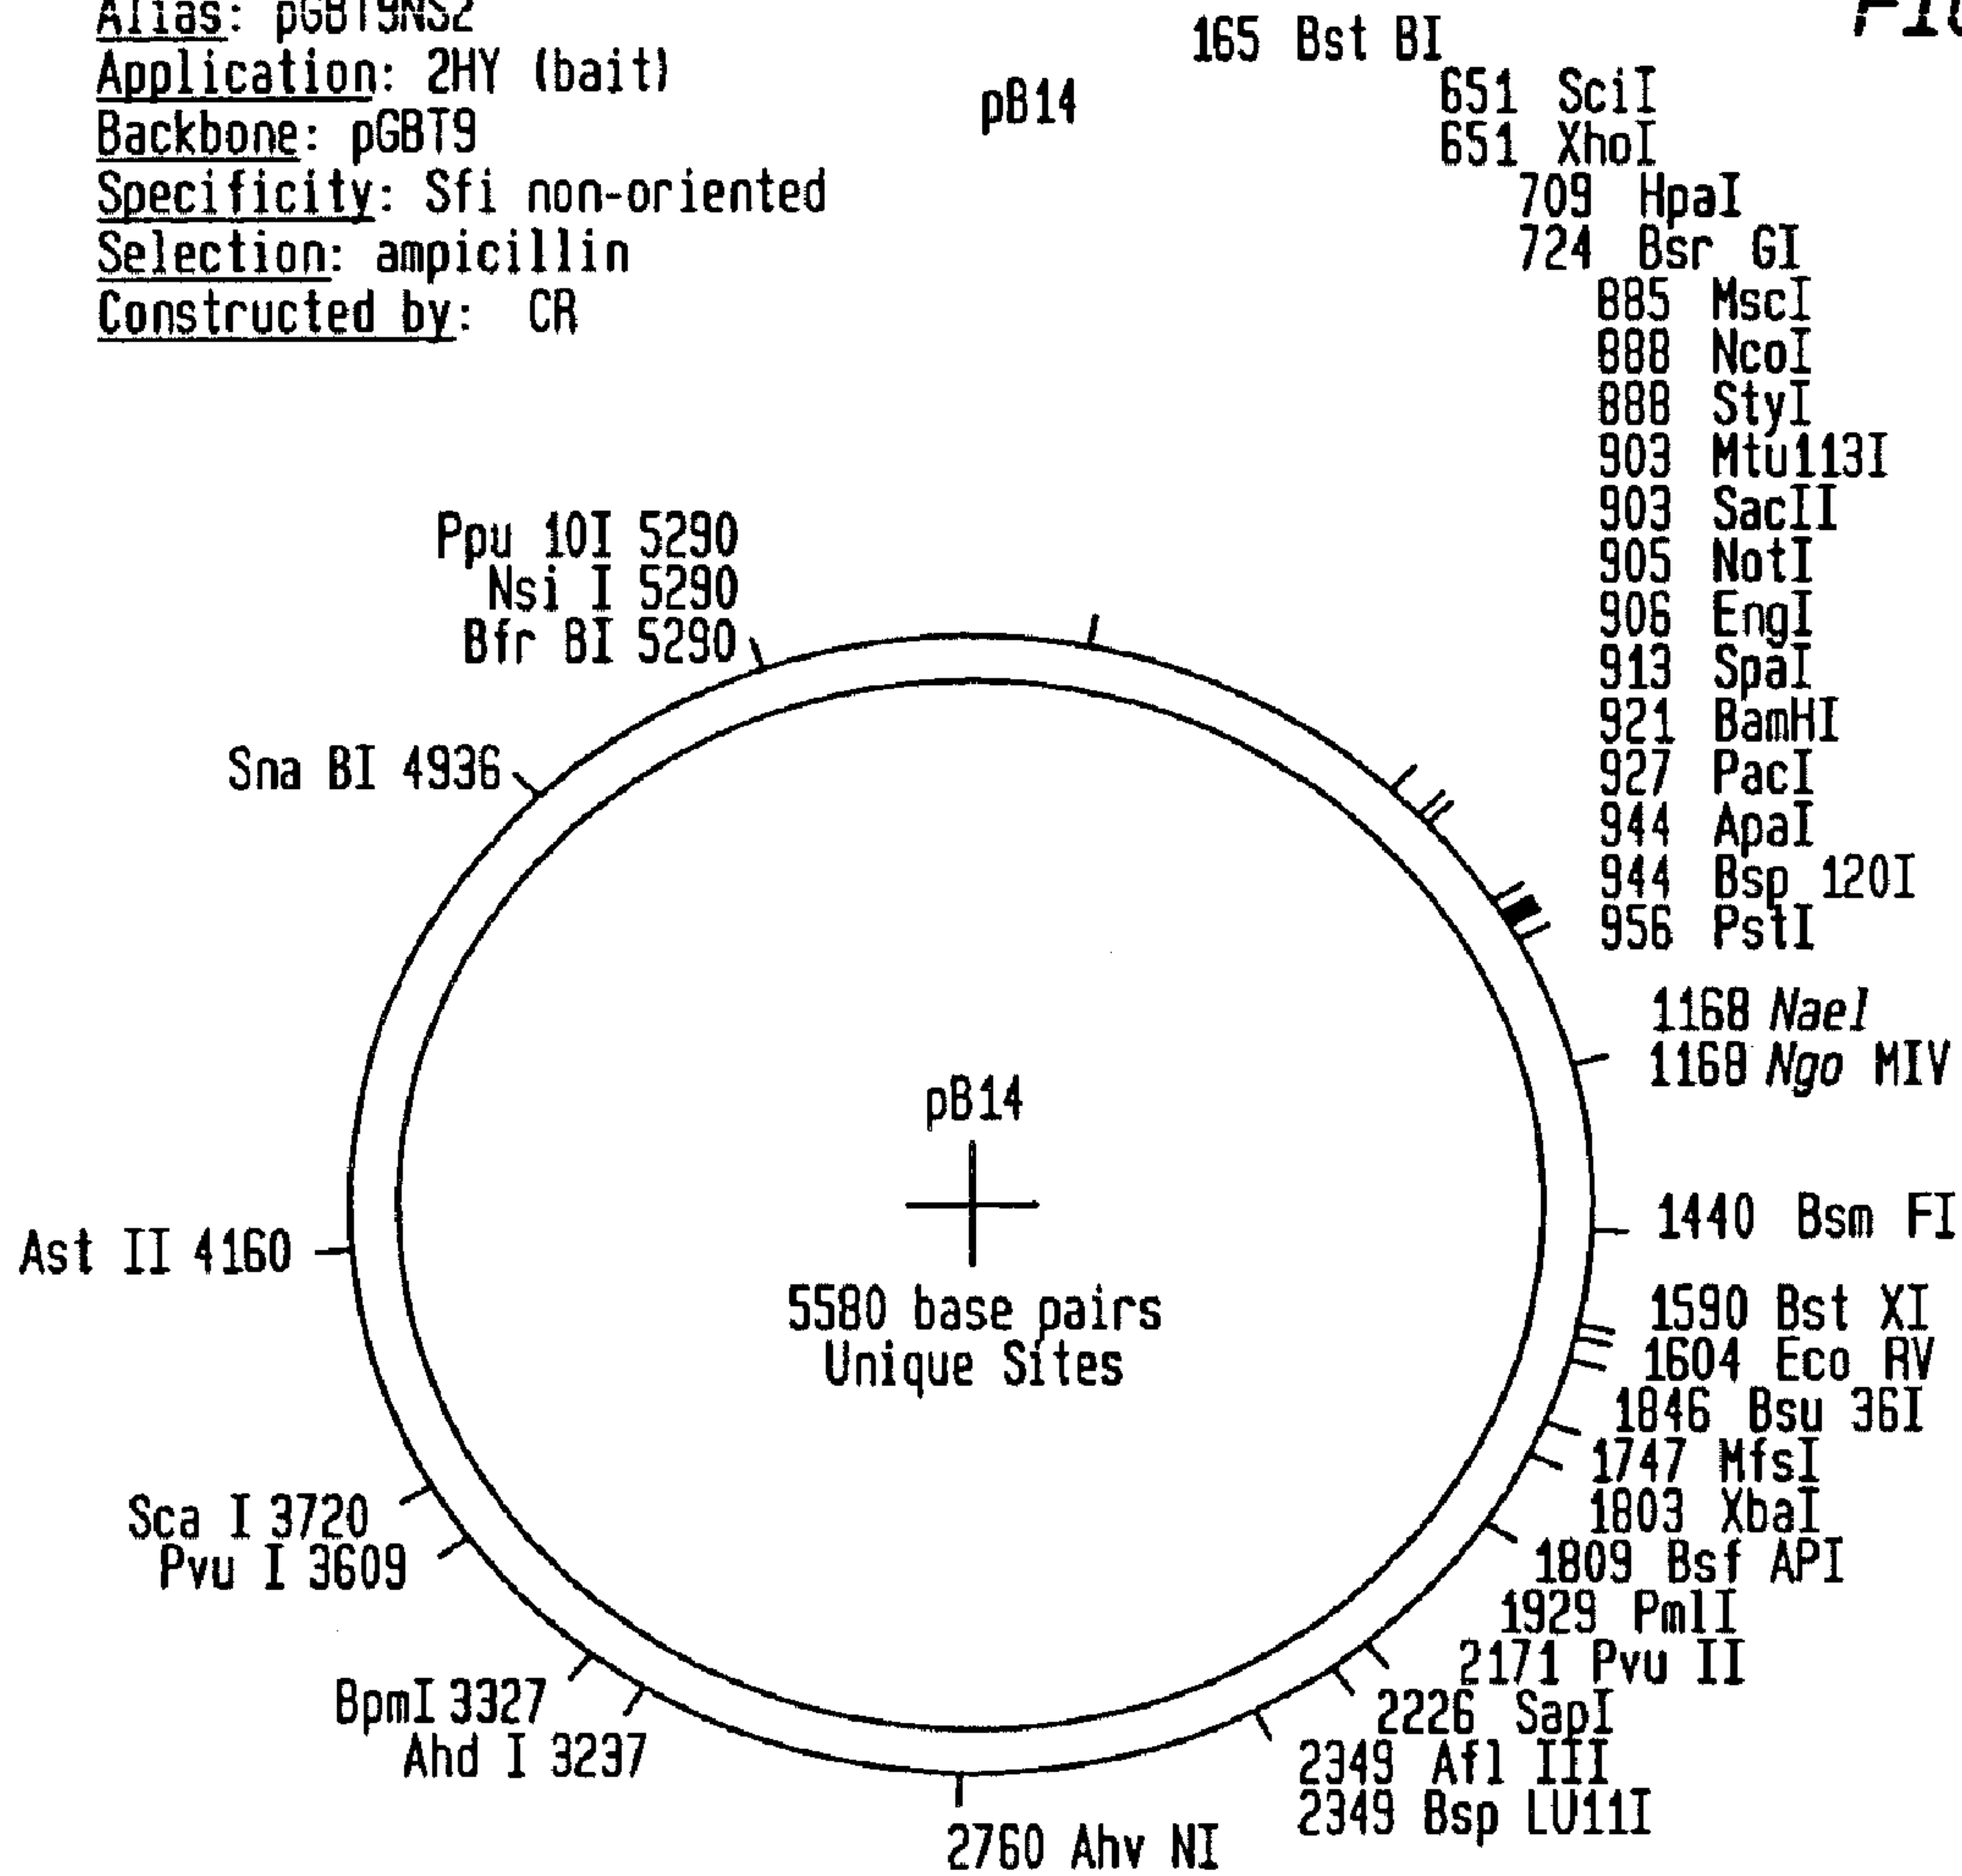 Alias: pGBT9NS2
Application: 2HY (bait)
Backbone: pGBT9
Specificity: Sfi non-oriented
Selection: ampicillin
Constructed by: CR
pB14
165 Bst BI
651 SciI
651 XhoI
709 HpaI
724 Bsr GI
885 MscI
888 NcoI
888 StyI
903 Mtu113I
903 SacII
905 NotI
906 EngI
913 SpaI
921 BamHI
927 PacI
944 ApaI
944 Bsp 120I
956 PstI
1168 NaeI
1168 Ngo MIV
1440 Bsm FI
1590 Bst XI
1604 Eco RV
1846 Bsu 36I
1747 MfsI
1803 XbaI
1809 Bsf API
1929 PmlI
2171 Pvu II
2226 SapI
2349 Afl III
2349 Bsp LU11I
2760 Ahv NI
Ahd I 3237
BpmI 3327
Pvu I 3609
Sca I 3720
Ast II 4160
Sna BI 4936
Ppu 10I 5290
Nsi I 5290
Bfr BI 5290
pB14
5580 base pairs
Unique Sites